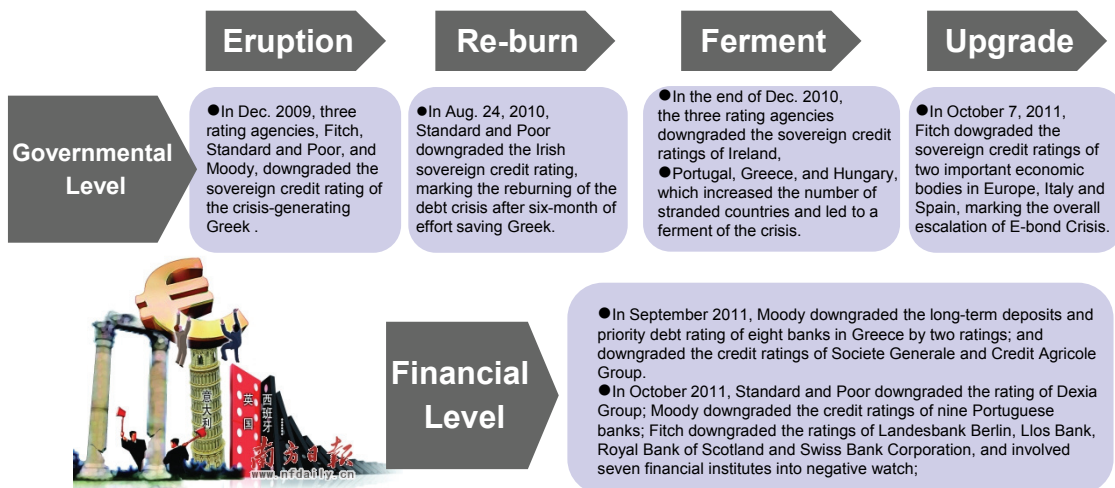 Eruption
Re-burn
Ferment
Upgrade
Governmental
Level
●In Dec. 2009, three
rating agencies, Fitch,
Standard and Poor, and
Moody, downgraded the
sovereign credit rating of
the crisis-generating
Greek .
●In Aug. 24, 2010,
Standard and Poor
downgraded the Irish
sovereign credit rating,
marking the reburning of the
debt crisis after six-month of
effort saving Greek.
●In the end of Dec. 2010,
the three rating agencies
downgraded the sovereign credit
ratings of Ireland,
●Portugal, Greece, and Hungary,
which increased the number of
stranded countries and led to a
ferment of the crisis.
●In October 7, 2011,
Fitch dowgraded the
sovereign credit ratings of
two important economic
bodies in Europe, Italy and
Spain, marking the overall
escalation of E-bond Crisis.
€
意大利
英国
西班牙
南方日报
www.nfdaily.cn
Financial
Level
●In September 2011, Moody downgraded the long-term deposits and
priority debt rating of eight banks in Greece by two ratings; and
downgraded the credit ratings of Societe Generale and Credit Agricole
Group.
●In October 2011, Standard and Poor downgraded the rating of Dexia
Group; Moody downgraded the credit ratings of nine Portuguese
banks; Fitch downgraded the ratings of Landesbank Berlin, Llos Bank,
Royal Bank of Scotland and Swiss Bank Corporation, and involved
seven financial institutes into negative watch;